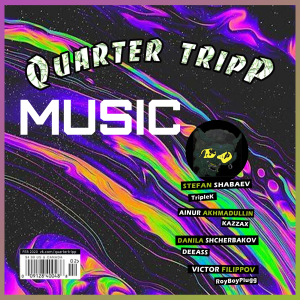 QUARTER TRIPP
MUSIC
STEFAN SHABAEV
TripleK
AINUR AKHMADULLIN
KAZZAX
DANILA SHCHERBAKOV
DEEASS
VICTOR FILIPPOV
RayBoyPlugg